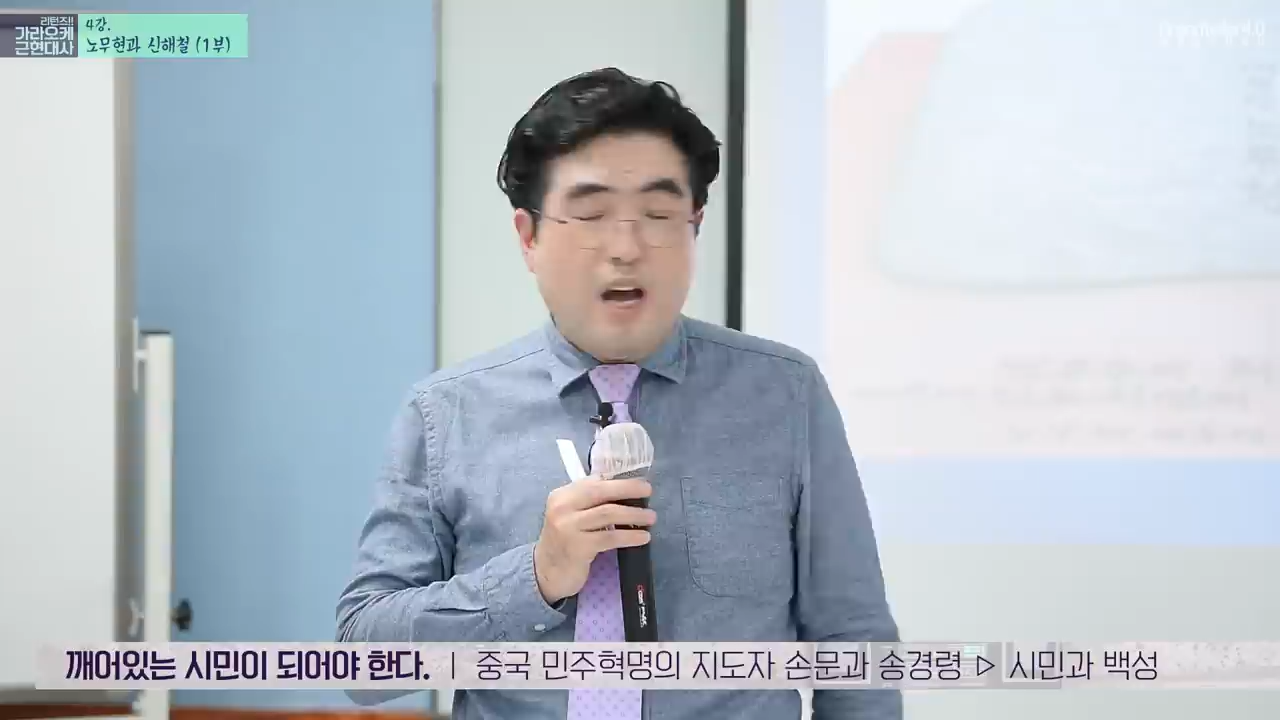 리턴즈!!
가라오케
근현대사
4강.
노무현과 신해철 (1부)
깨어있는 시민이 되어야 한다. | 중국 민주혁명의 지도자 손문과 송경령 ▷ 시민과 백성